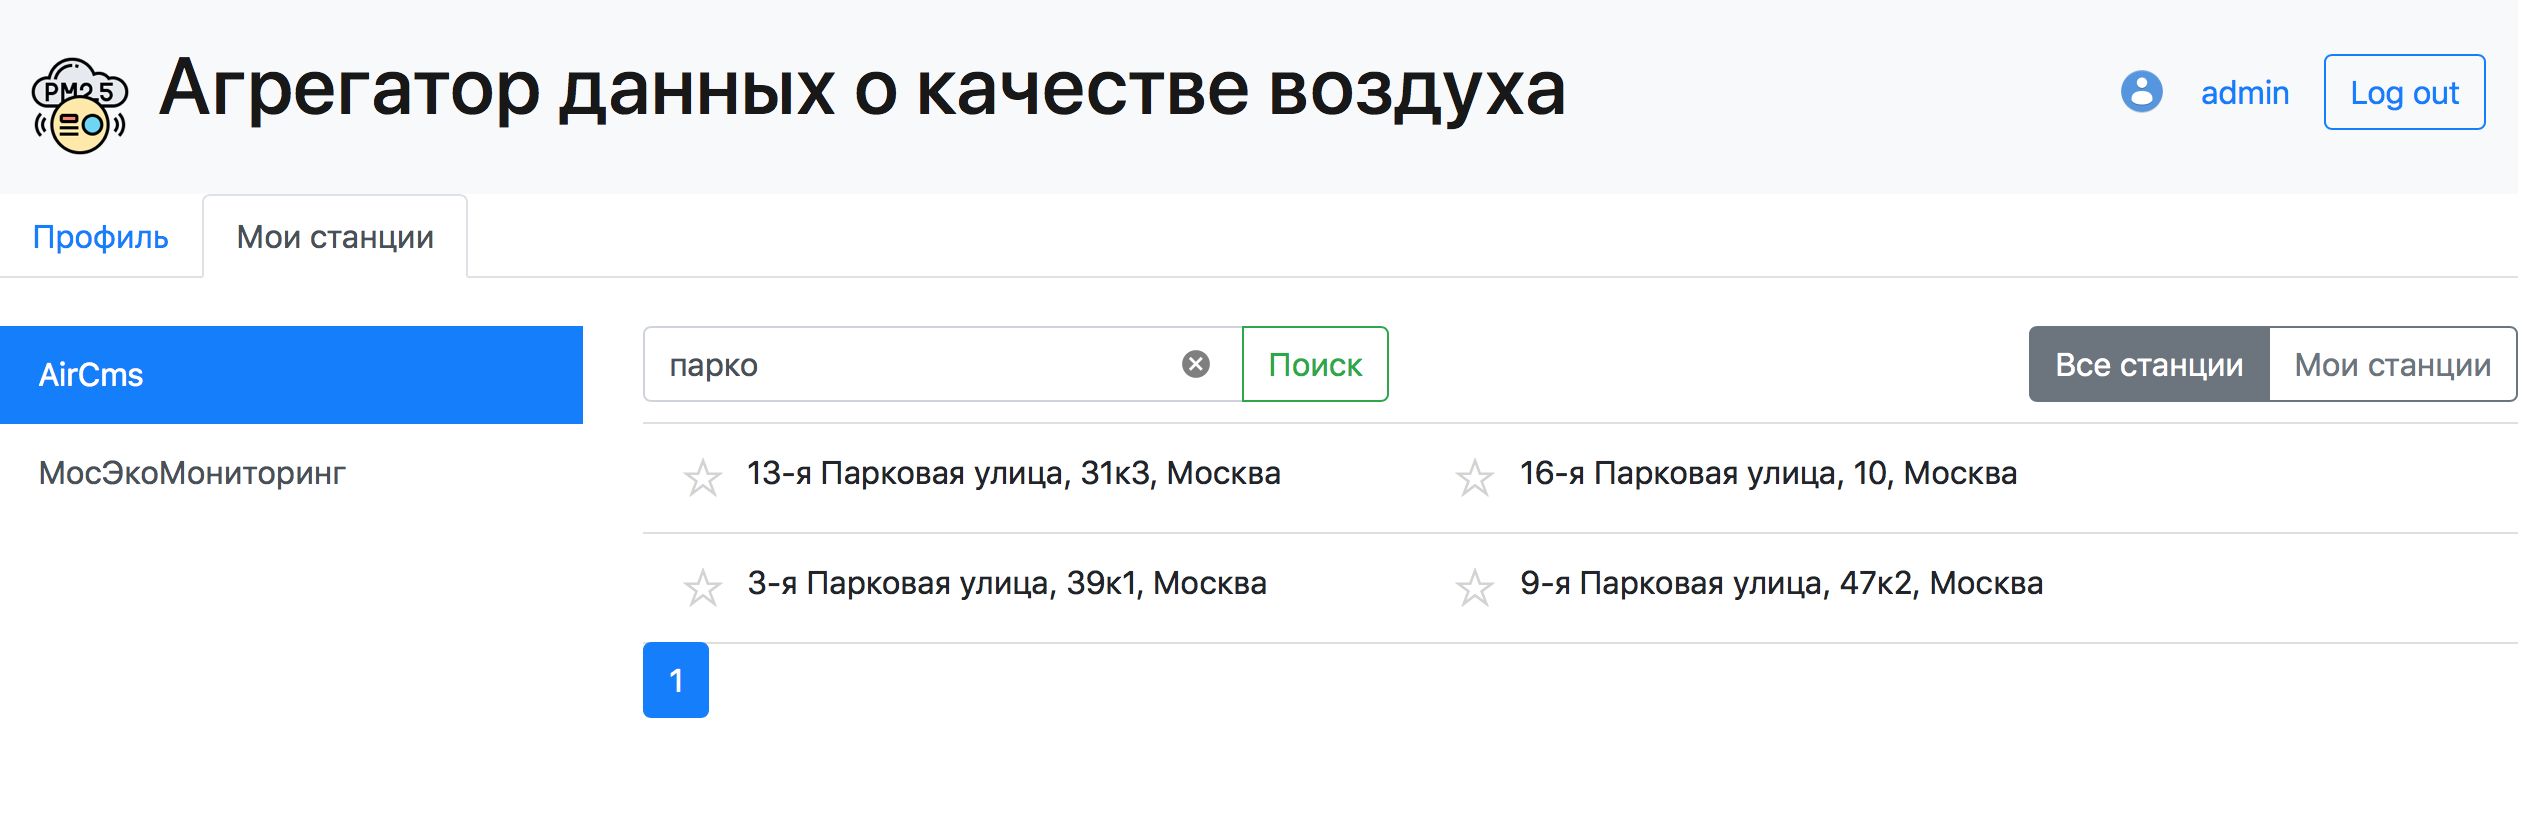 PM2.5
Агрегатор данных о качестве воздуха
admin
Log out
Профиль
Мои станции
AirCms
МосЭкоМониторинг
парко
Поиск
Все станции
Мои станции
13-я Парковая улица, 31к3, Москва
16-я Парковая улица, 10, Москва
3-я Парковая улица, 39к1, Москва
9-я Парковая улица, 47к2, Москва
1